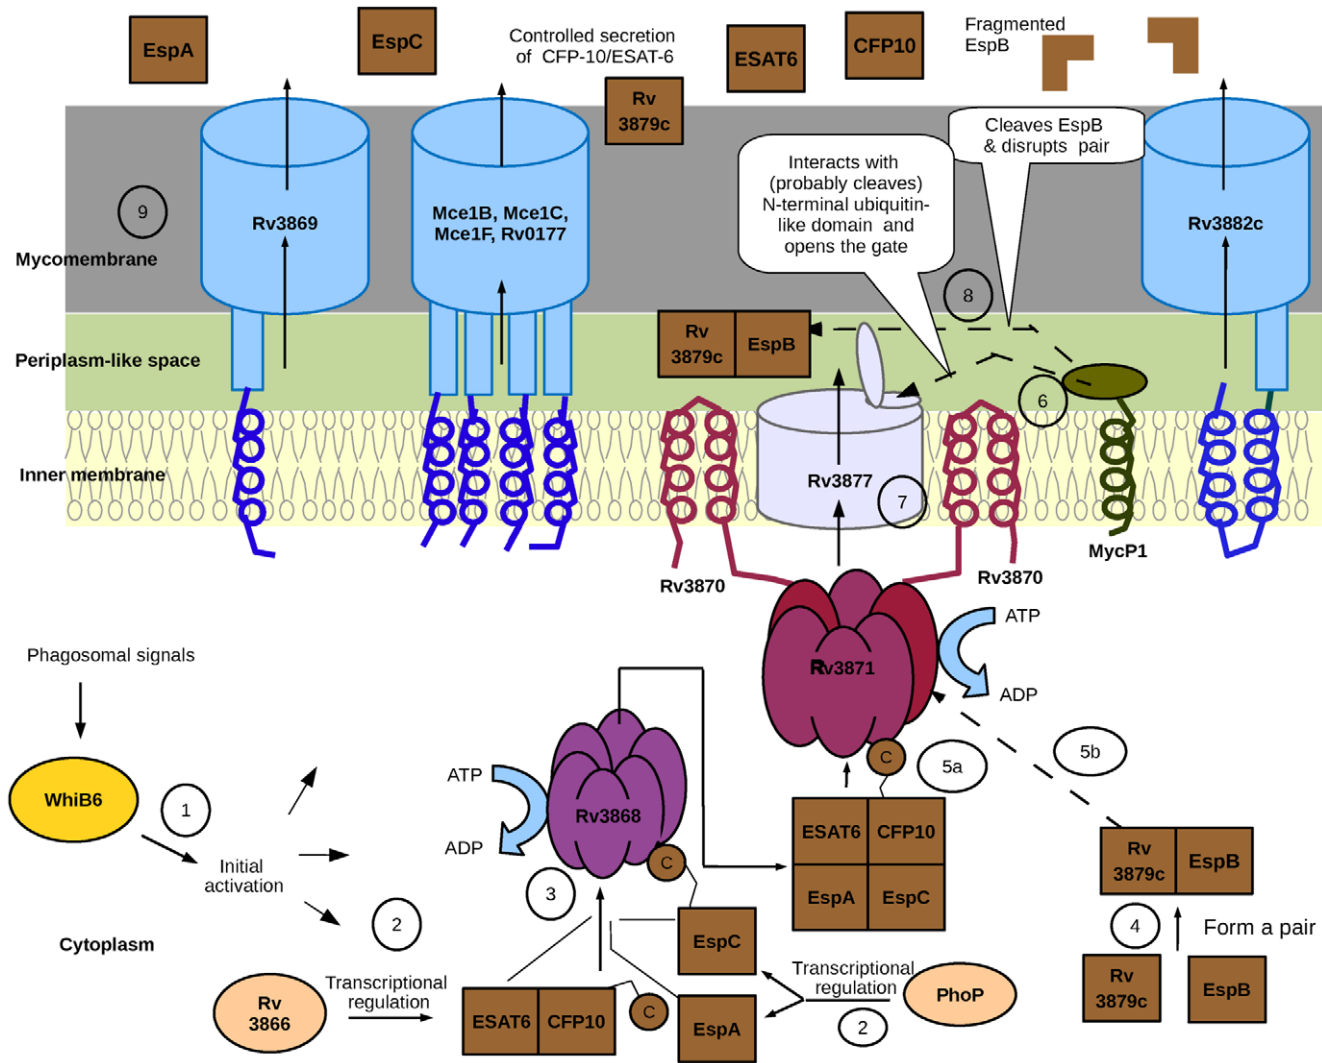 EspA
EspC
Controlled secretion
of CFP-10/ESAT-6
Rv
3879c
ESAT6
CFP10
Fragmented
EspB
Cleaves EspB
& disrupts pair
Interacts with
(probably cleaves)
N-terminal ubiquitin-
like domain and
opens the gate
9
Rv3869
Mce1B, Mce1C,
Mce1F, Rv0177
Rv3882c
Mycomembrane
8
Rv
3879c
EspB
Periplasm-like space
6
Inner membrane
Rv3877
7
MycP1
Rv3870
Rv3870
ATP
ADP
Rv3871
Phagosomal signals
WhiB6
1
Initial
activation
2
Cytoplasm
ATP
ADP
Rv3868
C
3
C
5a
5b
ESAT6
CFP10
EspA
EspC
Rv
3879c
EspB
4
Form a pair
Rv
3879c
EspB
EspC
Transcriptional
regulation
PhoP
2
EspA
Rv
3866
Transcriptional
regulation
ESAT6
CFP10
C